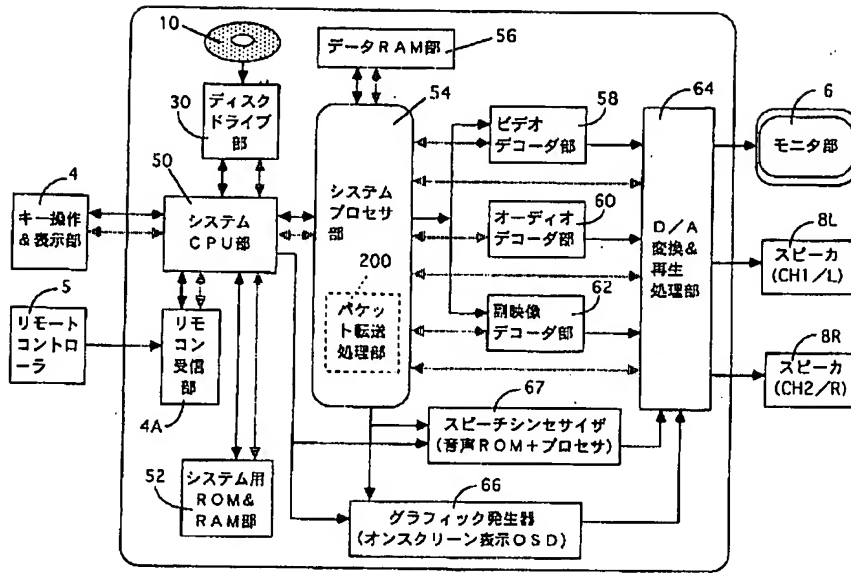 10
ディスク
ドライブ
部
30
データRAM部
56
54
システム
プロセサ
部
200
パケッ
ト転送
処理部
58
ビデオ
デコーダ部
オーディオ
デコーダ部
60
副映像
デコーダ部
62
64
D/A
変換&
再生
処理部
6
モニタ部
8L
スピーカ
(CH1/L)
8R
スピーカ
(CH2/R)
4
キー操作
&表示部
50
システム
CPU部
5
リモート
コントロ
ーラ
リモ
コン
受信
部
4A
52
システム用
ROM&
RAM部
67
スピーチシンセサイザ
(音声ROM+プロセサ)
66
グラフィック発生器
(オンスクリーン表示OSD)